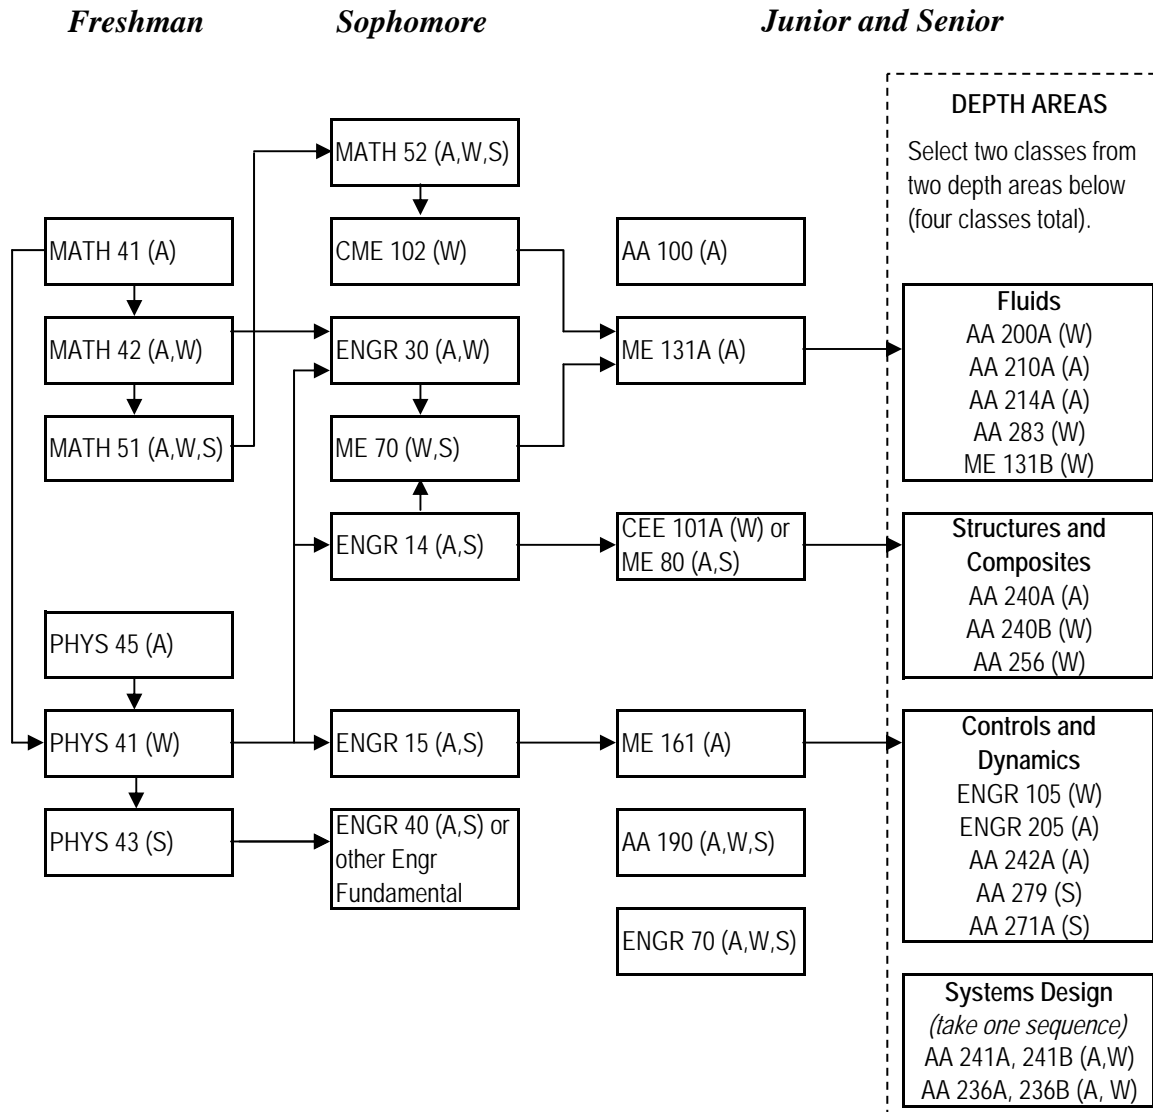 Freshman
Sophomore
Junior and Senior
MATH 41 (A)
MATH 42 (A,W)
MATH 51 (A,W,S)
PHYS 45 (A)
PHYS 41 (W)
PHYS 43 (S)
MATH 52 (A,W,S)
CME 102 (W)
ENGR 30 (A,W)
ME 70 (W,S)
ENGR 14 (A,S)
ENGR 15 (A,S)
ENGR 40 (A,S) or
other Engr
Fundamental
AA 100 (A)
ME 131A (A)
CEE 101A (W) or
ME 80 (A,S)
ME 161 (A)
AA 190 (A,W,S)
ENGR 70 (A,W,S)
DEPTH AREAS
Select two classes from
two depth areas below
(four classes total).
Fluids
AA 200A (W)
AA 210A (A)
AA 214A (A)
AA 283 (W)
ME 131B (W)
Structures and
Composites
AA 240A (A)
AA 240B (W)
AA 256 (W)
Controls and
Dynamics
ENGR 105 (W)
ENGR 205 (A)
AA 242A (A)
AA 279 (S)
AA 271A (S)
Systems Design
(take one sequence)
AA 241A, 241B (A,W)
AA 236A, 236B (A, W)